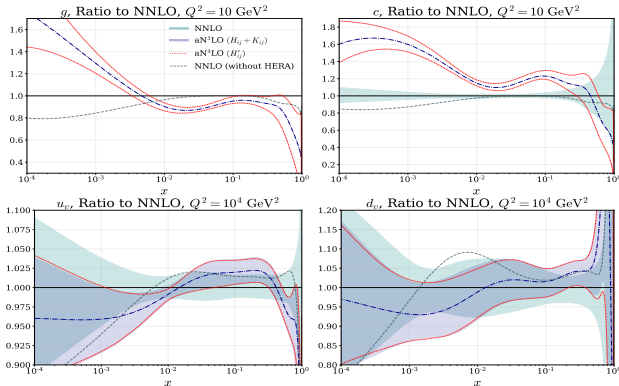 g, Ratio to NNLO, Q² = 10 GeV²
1.6
1.4
1.2
1.0
0.8
0.6
0.4
10⁻⁴ 10⁻³ 10⁻² 10⁻¹ 10⁰
x
NNLO
aN³LO (Hᵢⱼ + Kᵢⱼ)
aN³LO (H′ᵢⱼ)
NNLO (without HERA)
c, Ratio to NNLO, Q² = 10 GeV²
1.8
1.6
1.4
1.2
1.0
0.8
0.6
0.4
0.2
10⁻⁴ 10⁻³ 10⁻² 10⁻¹ 10⁰
x
u_v, Ratio to NNLO, Q² = 10⁴ GeV²
1.100
1.075
1.050
1.025
1.000
0.975
0.950
0.925
0.900
10⁻⁴ 10⁻³ 10⁻² 10⁻¹ 10⁰
x
d_v, Ratio to NNLO, Q² = 10⁴ GeV²
1.20
1.15
1.10
1.05
1.00
0.95
0.90
0.85
0.80
10⁻⁴ 10⁻³ 10⁻² 10⁻¹ 10⁰
x